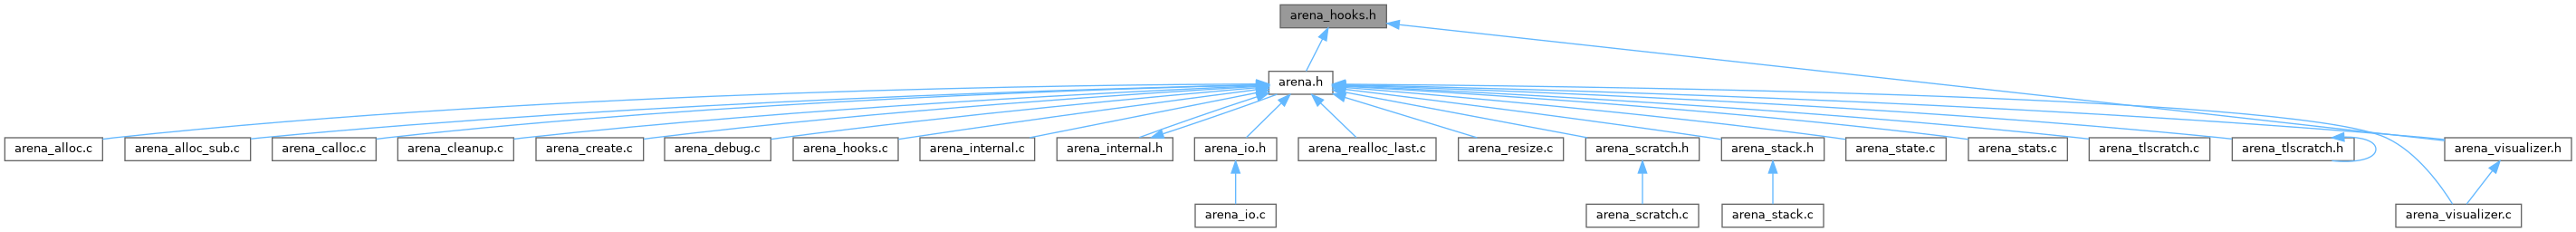 arena_hooks.h
arena.h
arena_alloc.c
arena_alloc_sub.c
arena_calloc.c
arena_cleanup.c
arena_create.c
arena_debug.c
arena_hooks.c
arena_internal.c
arena_internal.h
arena_io.h
arena_realloc_last.c
arena_resize.c
arena_scratch.h
arena_stack.h
arena_state.c
arena_stats.c
arena_tlscratch.c
arena_tlscratch.h
arena_visualizer.h
arena_io.c
arena_scratch.c
arena_stack.c
arena_visualizer.c